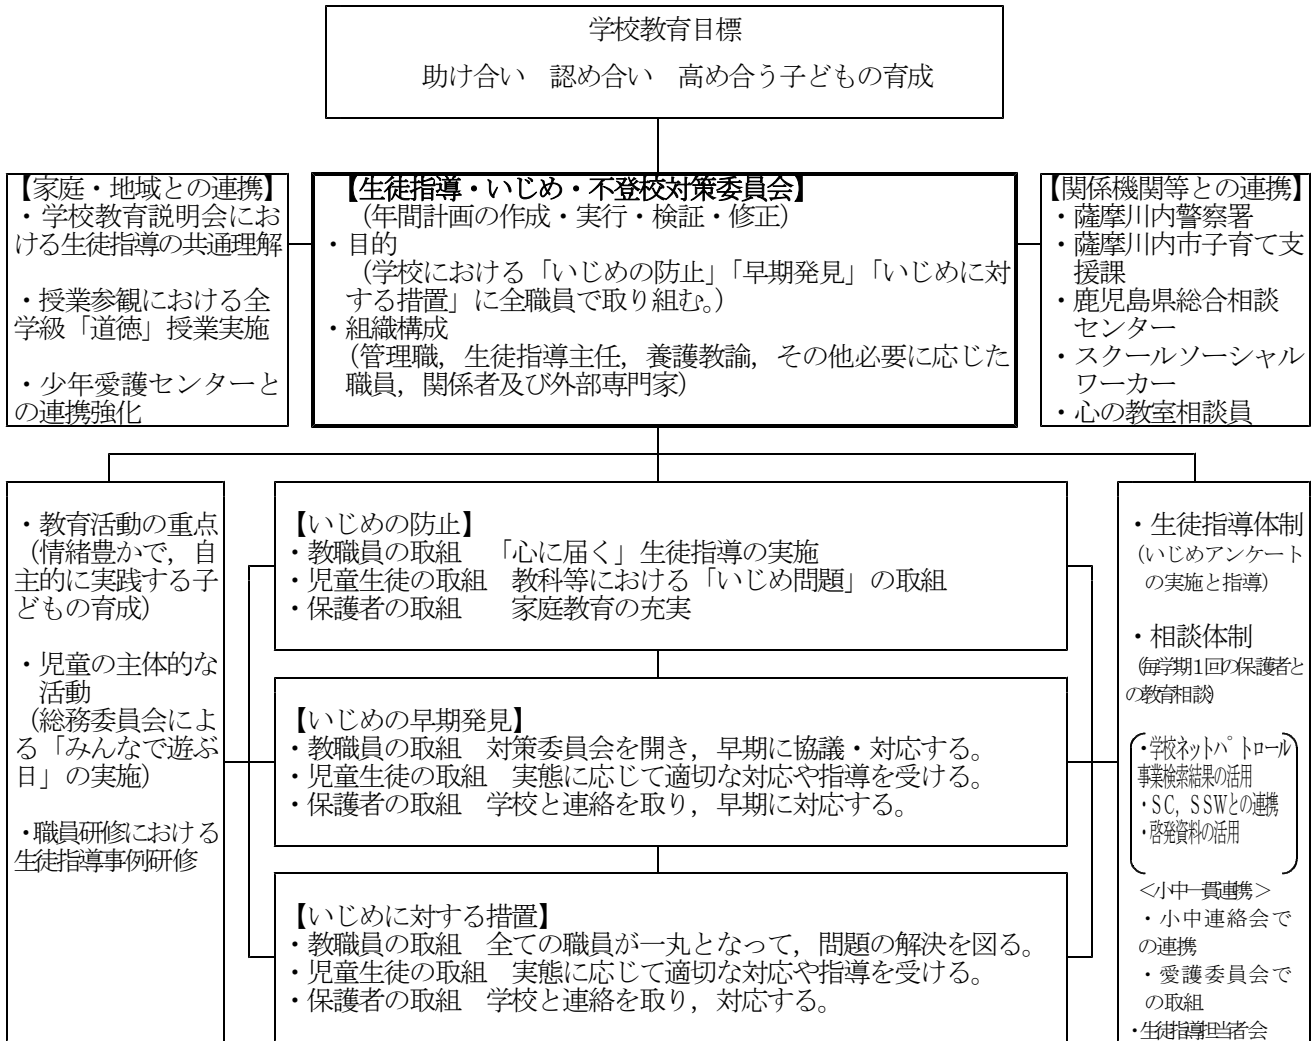 学校教育目標
助け合い　認め合い　高め合う子どもの育成
【家庭・地域との連携】
・学校教育説明会にお
ける生徒指導の共通理解
・授業参観における全
学級「道徳」授業実施
・少年愛護センターと
の連携強化
【生徒指導・いじめ・不登校対策委員会】
（年間計画の作成・実行・検証・修正）
・目的
（学校における「いじめの防止」「早期発見」「いじめに対
する措置」に全職員で取り組む。）
・組織構成
（管理職，生徒指導主任，養護教諭，その他必要に応じた
職員，関係者及び外部専門家）
【関係機関等との連携】
・薩摩川内警察署
・薩摩川内市子育て支
援課
・鹿児島県総合相談
センター
・スクールソーシャル
ワーカー
・心の教室相談員
・教育活動の重点
（情緒豊かで，自
主的に実践する子
どもの育成）
・児童の主体的な
活動
（総務委員会によ
る「みんなで遊ぶ
日」の実施）
・職員研修における
生徒指導事例研修
【いじめの防止】
・教職員の取組　「心に届く」生徒指導の実施
・児童生徒の取組　教科等における「いじめ問題」の取組
・保護者の取組　　家庭教育の充実
【いじめの早期発見】
・教職員の取組　対策委員会を開き，早期に協議・対応する。
・児童生徒の取組　実態に応じて適切な対応や指導を受ける。
・保護者の取組　学校と連絡を取り，早期に対応する。
【いじめに対する措置】
・教職員の取組　全ての職員が一丸となって，問題の解決を図る。
・児童生徒の取組　実態に応じて適切な対応や指導を受ける。
・保護者の取組　学校と連絡を取り，対応する。
・生徒指導体制
（いじめアンケート
の実施と指導）
・相談体制
（毎学期１回の保護者と
の教育相談）
・学校ネットパトロール
事業検索結果の活用
・ＳＣ，ＳＳＷとの連携
・啓発資料の活用
＜小中一貫連携＞
・小中連絡会で
の連携
・愛護委員会で
の取組
・生徒指導担当者会